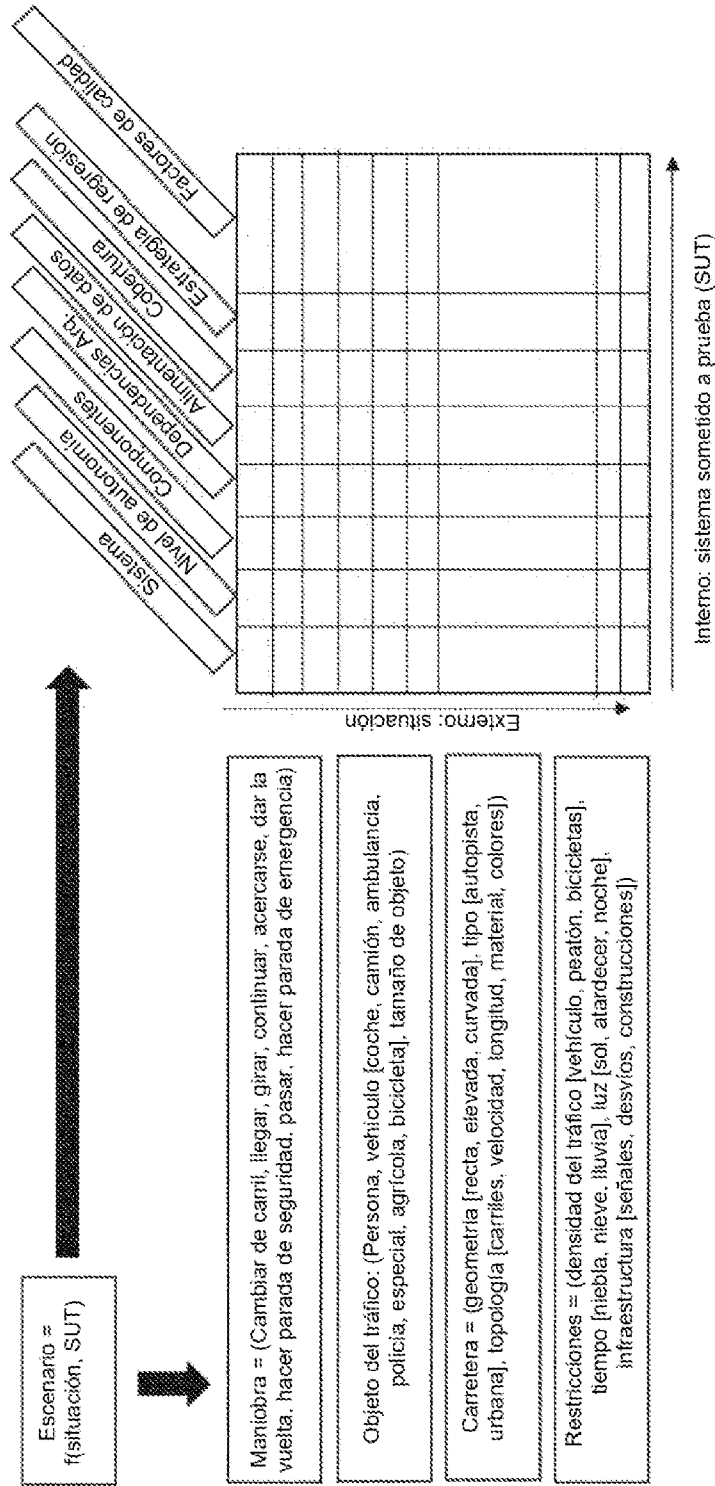 Escenario =
f(situación, SUT)
Maniobra = (Cambiar de carril, llegar, girar, continuar, acercarse, dar la
vuelta, hacer parada de seguridad, pasar, hacer parada de emergencia)
Objeto del tráfico: (Persona, vehículo [coche, camión, ambulancia,
policía, especial, agrícola, bicicleta], tamaño de objeto)
Carretera = (geometría [recta, elevada, curvada], tipo [autopista,
urbana], topología [carriles, velocidad, longitud, material, colores])
Restricciones = (densidad del tráfico [vehículo, peatón, bicicletas],
tiempo [niebla, nieve, lluvia], luz [sol, atardecer, noche],
infraestructura [señales, desvíos, construcciones])
Sistema
Nivel de autonomía
Componentes
Dependencias Arq.
Alimentación de datos
Cobertura
Estrategia de regresión
Factores de calidad
Externo: situación
Interno: sistema sometido a prueba (SUT)